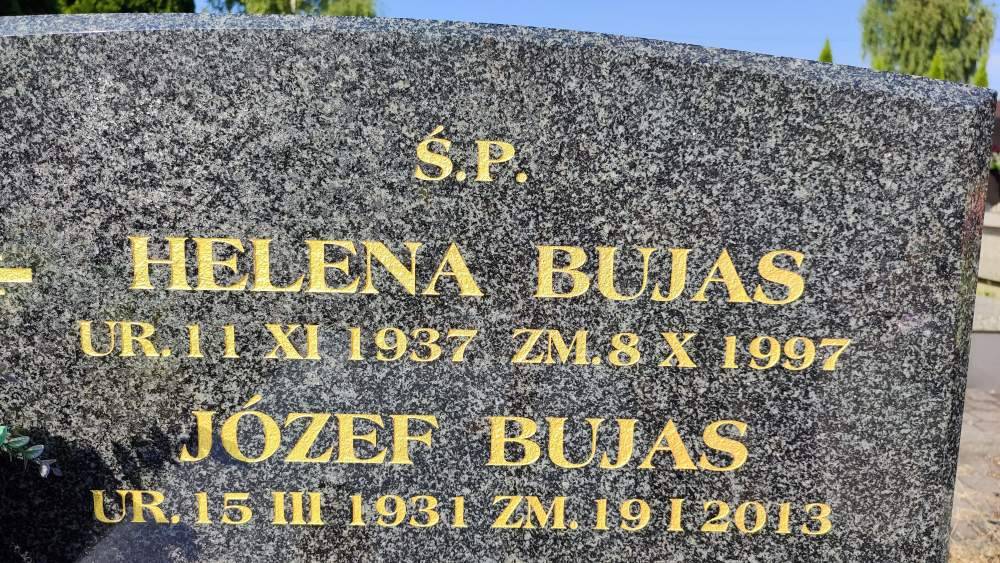 Ś.P.
HELENA BUJAS
UR. 11 XI 1937 ZM. 8 X 1997
JÓZEF BUJAS
UR. 15 III 1931 ZM. 19 I 2013